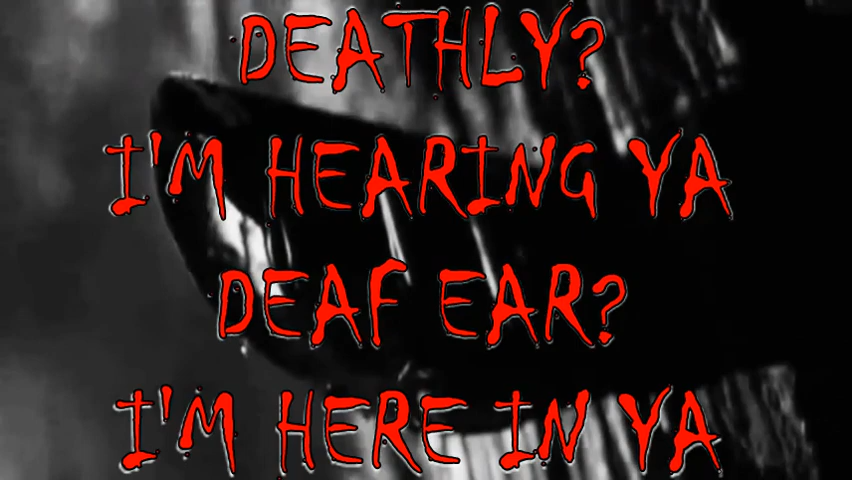 DEATHLY?
I'M HEARING YA
DEAF EAR?
I'M HERE IN YA